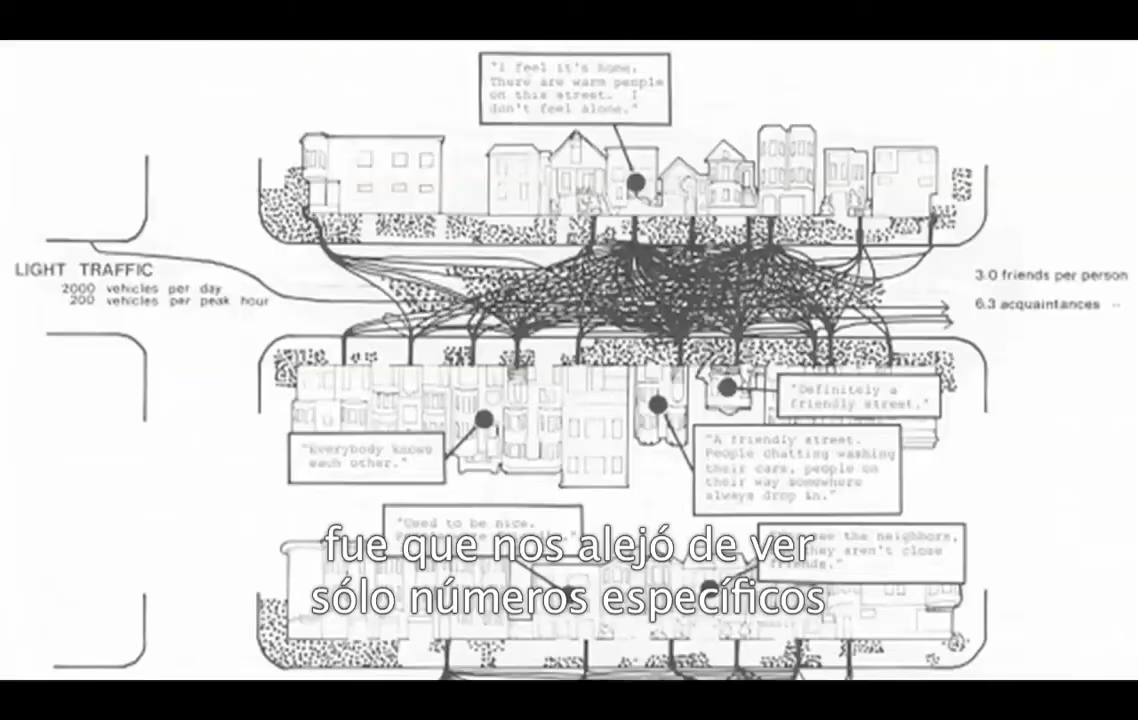 "I feel it's home.
There are warm people
on this street. I
don't feel alone."
LIGHT TRAFFIC
2000 vehicles per day
200 vehicles per peak hour
3.0 friends per person
6.3 acquaintances
"Definitely a
friendly street."
"Everybody knows
each other."
"A friendly street.
People chatting washing
their cars, people on
their way somewhere
always drop in."
"Used to be nice.
see the neighbors,
they aren't close
friends."
fue que nos alejó de ver
sólo números específicos